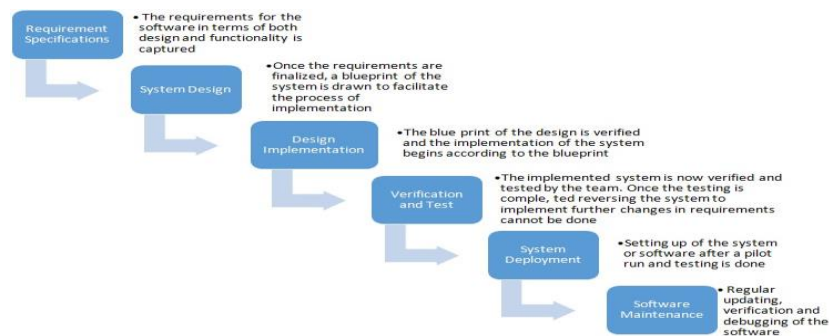 Requirement
Specifications
• The requirements for the
software in terms of both
design and functionality is
captured
System Design
•Once the requirements are
finalized, a blueprint of the
system is drawn to facilitate
the process of
implementation
Design
Implementation
•The blue print of the design is verified
and the implementation of the system
begins according to the blueprint
Verification
and Test
•The implemented system is now verified and
tested by the team. Once the testing is
comple, ted reversing the system to
implement further changes in requirements
cannot be done
System
Deployment
•Setting up of the system
or software after a pilot
run and testing is done
Software
Maintenance
• Regular
updating,
verification and
debugging of the
software